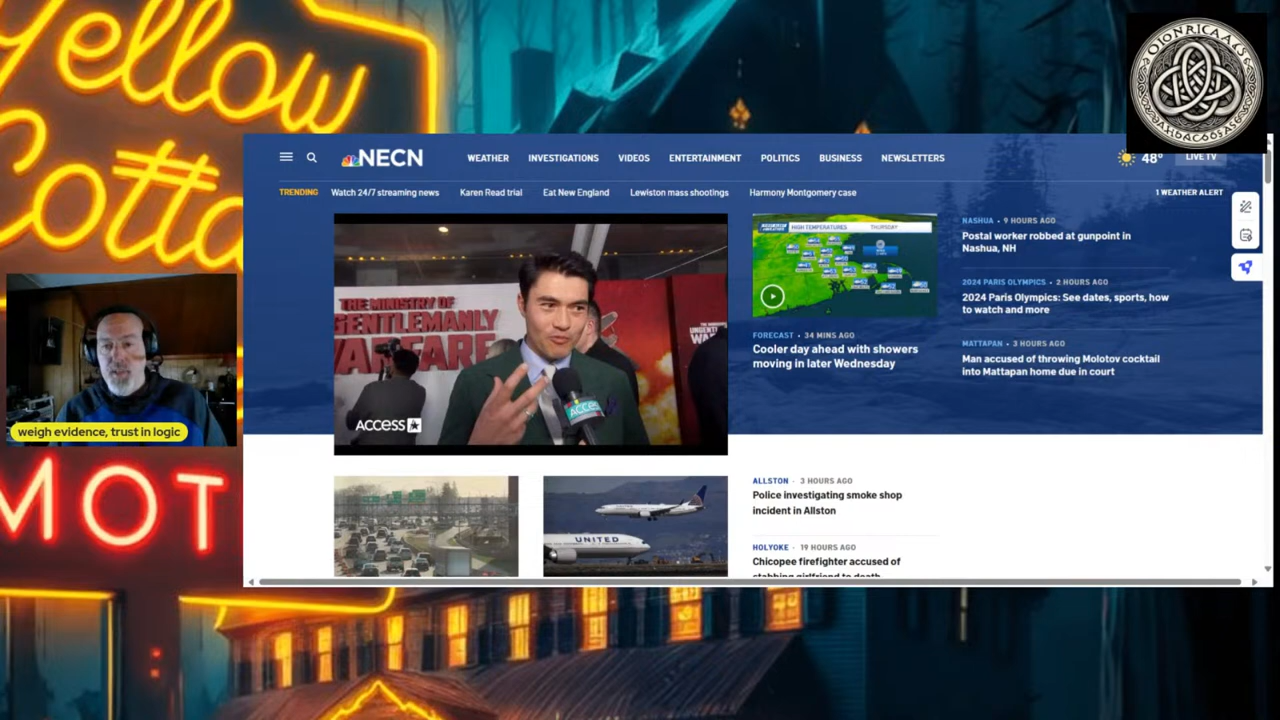 Yellow
Cotta
MOT
weigh evidence, trust in logic
NECN
WEATHER INVESTIGATIONS VIDEOS ENTERTAINMENT POLITICS BUSINESS NEWSLETTERS
48°
LIVE TV
TRENDING Watch 24/7 streaming news Karen Read trial Eat New England Lewiston mass shootings Harmony Montgomery case
1 WEATHER ALERT
THE MINISTRY OF
GENTLEMANLY
WARFARE
ACCESS
HIGH TEMPERATURES THURSDAY
FORECAST • 34 MINS AGO
Cooler day ahead with showers
moving in later Wednesday
NASHUA • 9 HOURS AGO
Postal worker robbed at gunpoint in
Nashua, NH
2024 PARIS OLYMPICS • 2 HOURS AGO
2024 Paris Olympics: See dates, sports, how
to watch and more
MATTAPAN • 3 HOURS AGO
Man accused of throwing Molotov cocktail
into Mattapan home due in court
UNITED
ALLSTON · 3 HOURS AGO
Police investigating smoke shop
incident in Allston
HOLYOKE · 19 HOURS AGO
Chicopee firefighter accused of
stabbing girlfriend to death